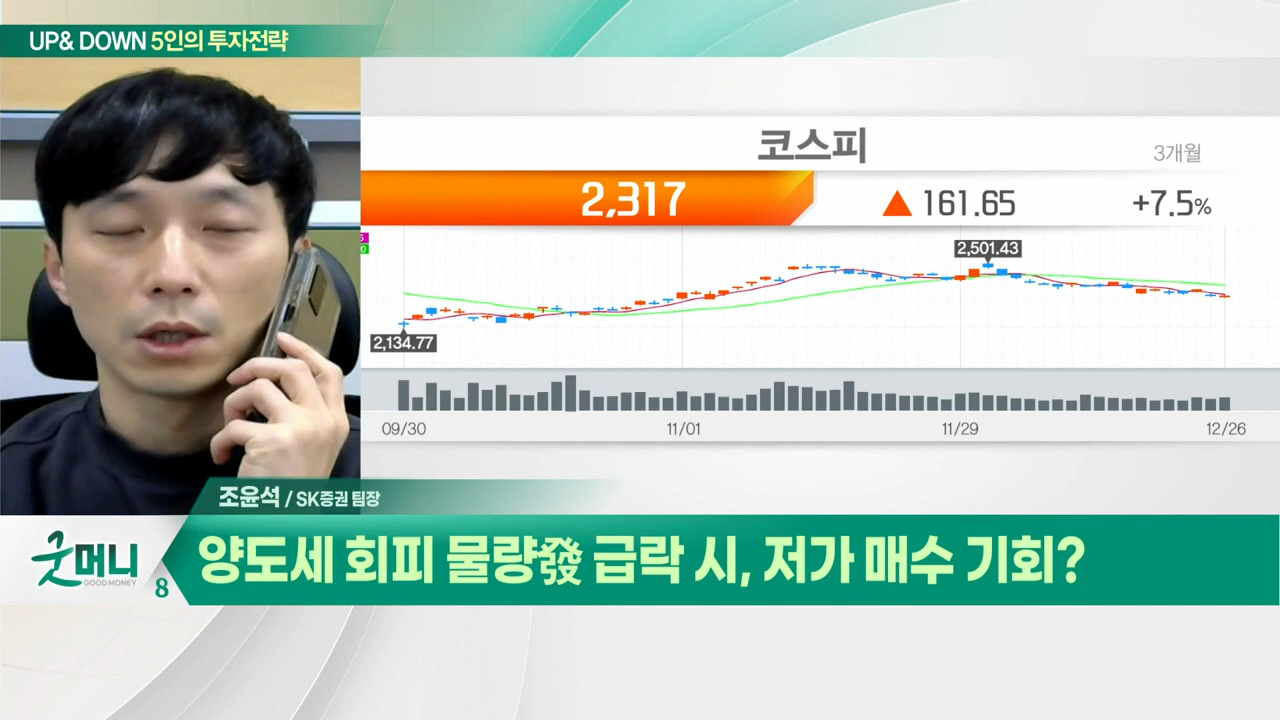 UP& DOWN 5인의 투자전략
코스피
3개월
2,317
▲ 161.65
+7.5%
2,501.43
2,134.77
09/30
11/01
11/29
12/26
조윤석 / SK증권 팀장
굿머니
GOOD MONEY
8
양도세 회피 물량發 급락 시, 저가 매수 기회?